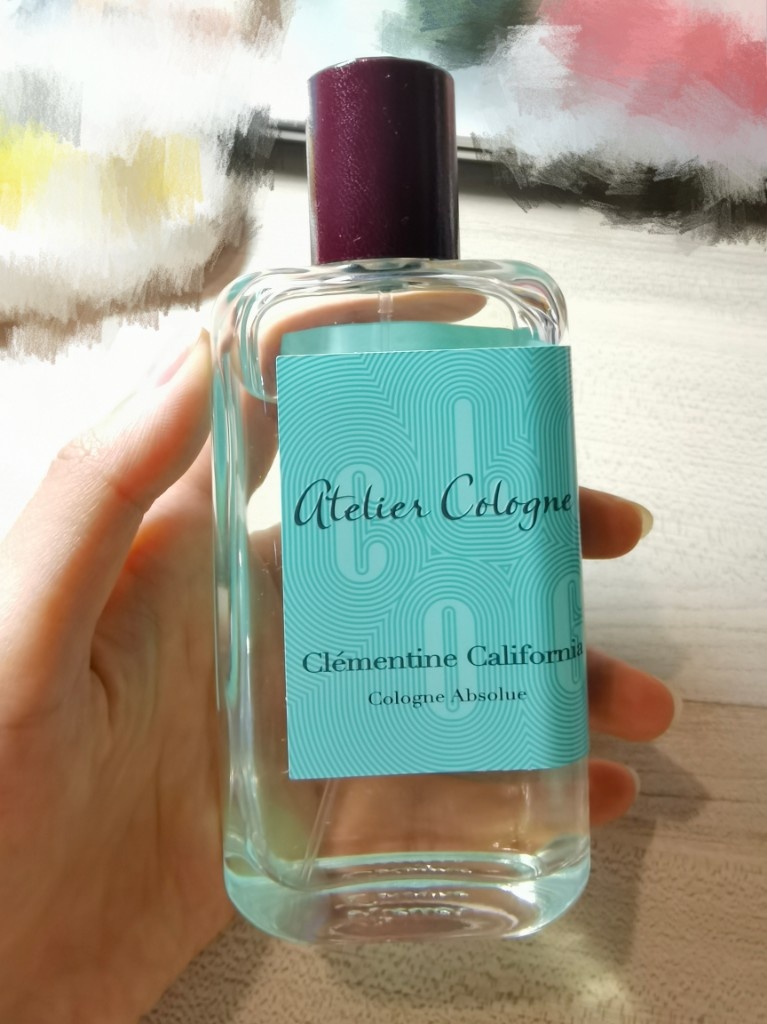 Atelier Cologne
Clémentine California
Cologne Absolue